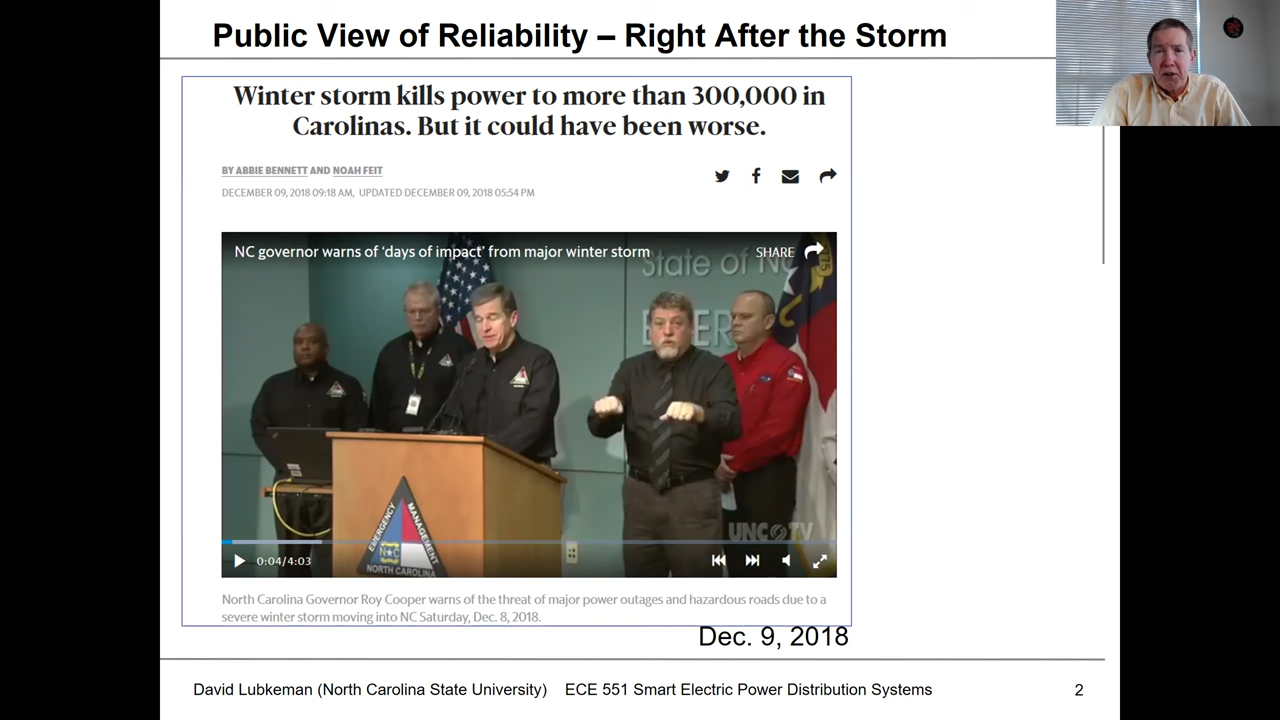 Public View of Reliability – Right After the Storm
Winter storm kills power to more than 300,000 in
Carolinas. But it could have been worse.
BY ABBIE BENNETT AND NOAH FEIT
DECEMBER 09, 2018 09:18 AM, UPDATED DECEMBER 09, 2018 05:54 PM
NC governor warns of ‘days of impact’ from major winter storm
SHARE
State of N
EMER
EMERGENCY
MANAGEMENT
NC
NORTH CAROLINA
UNC TV
0:04/4:03
North Carolina Governor Roy Cooper warns of the threat of major power outages and hazardous roads due to a
severe winter storm moving into NC Saturday, Dec. 8, 2018.
Dec. 9, 2018
David Lubkeman (North Carolina State University) ECE 551 Smart Electric Power Distribution Systems 2